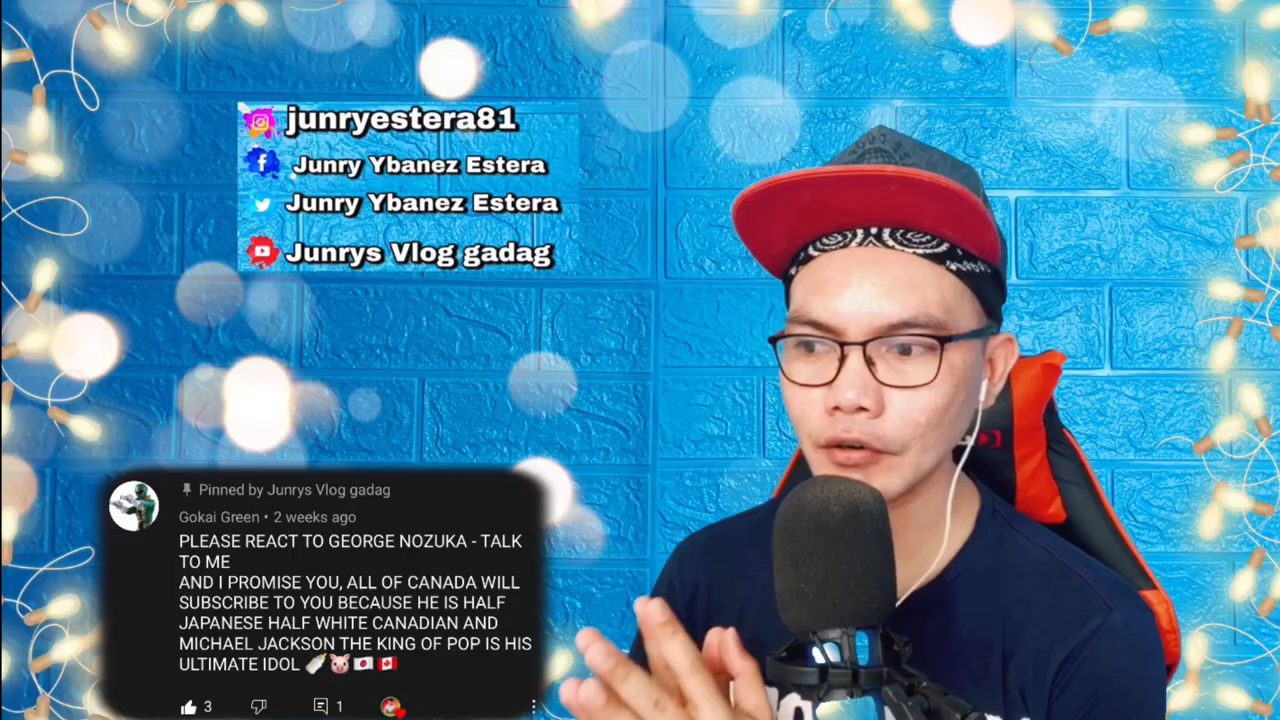 junryestera81
Junry Ybanez Estera
Junry Ybanez Estera
Junrys Vlog gadag
Pinned by Junrys Vlog gadag
Gokai Green • 2 weeks ago
PLEASE REACT TO GEORGE NOZUKA - TALK
TO ME
AND I PROMISE YOU, ALL OF CANADA WILL
SUBSCRIBE TO YOU BECAUSE HE IS HALF
JAPANESE HALF WHITE CANADIAN AND
MICHAEL JACKSON THE KING OF POP IS HIS
ULTIMATE IDOL 🍼🐷🇯🇵🇨🇦
3 1